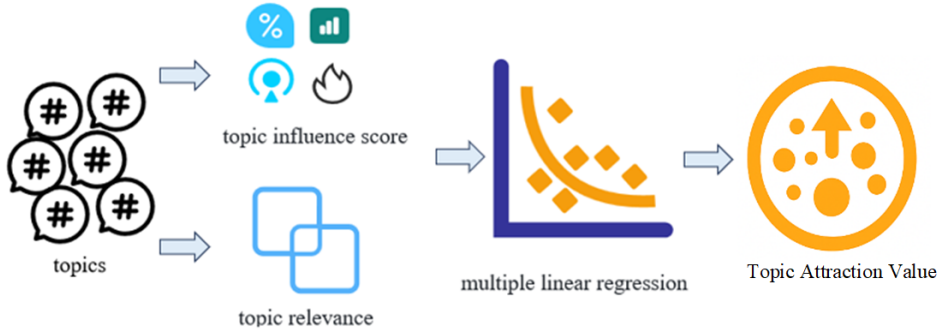 #
#
#
#
#
#
topics
%
topic influence score
topic relevance
multiple linear regression
Topic Attraction Value